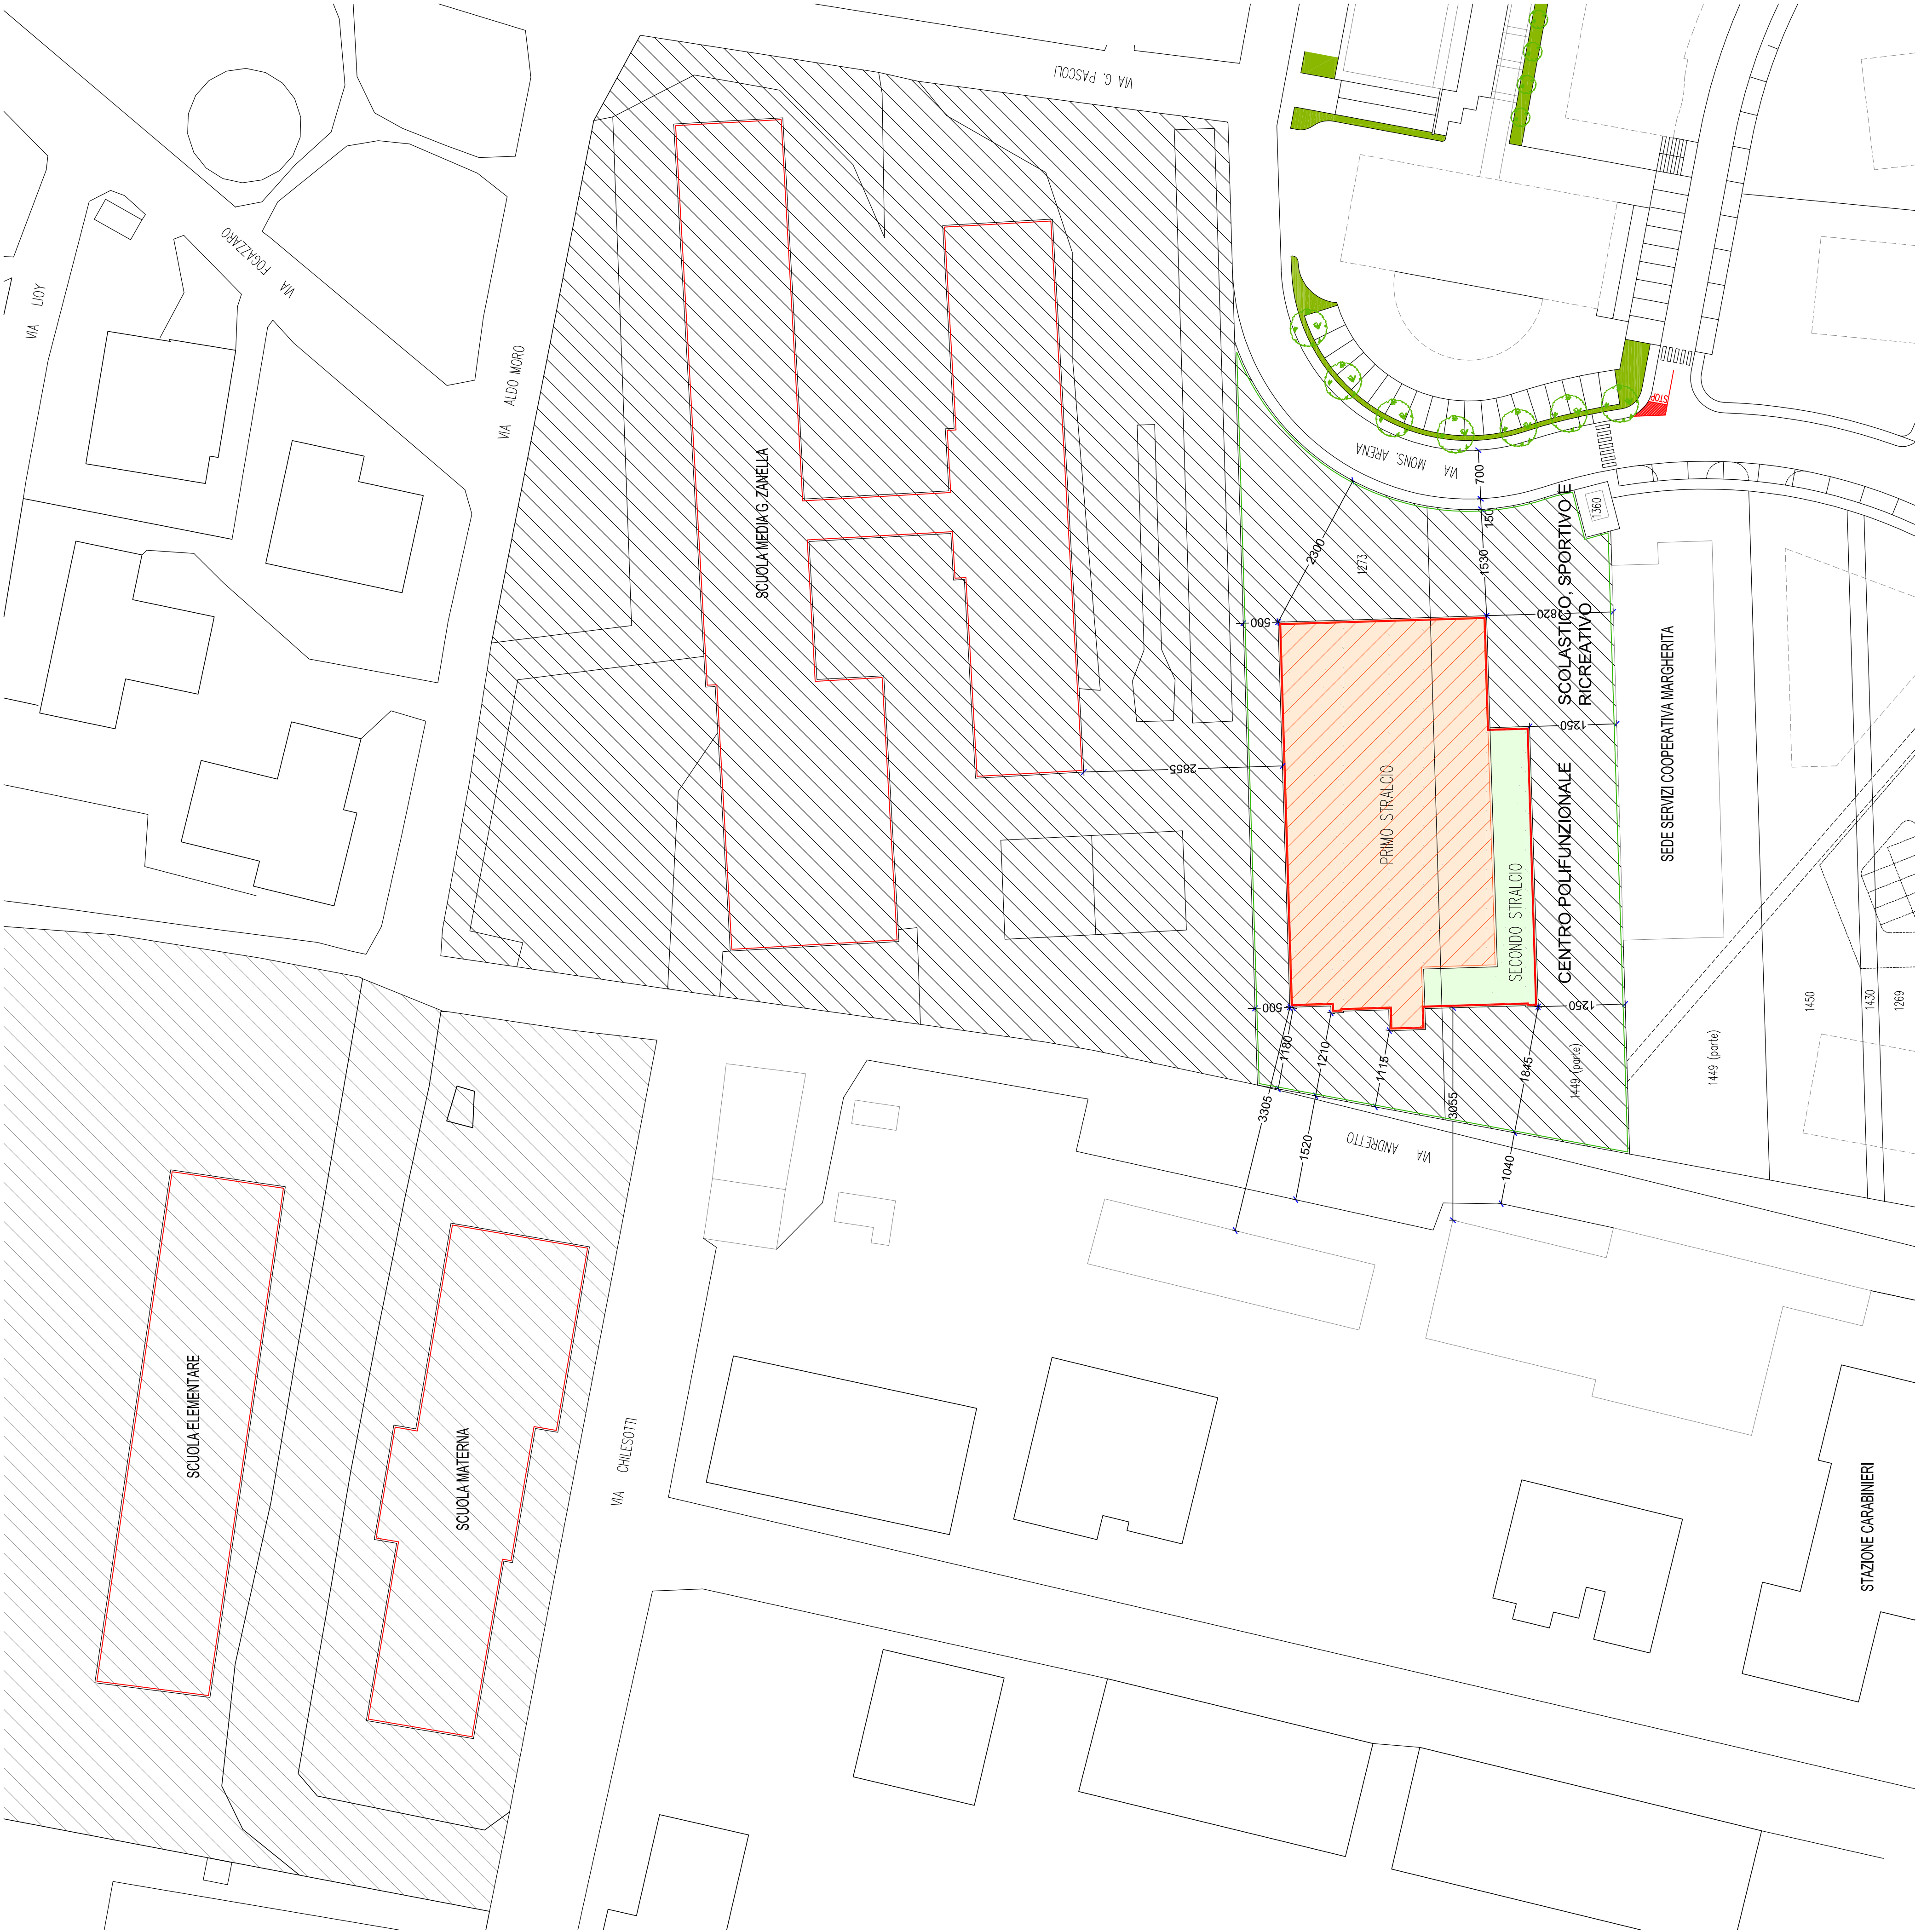 VIA G. PASCOLI
VIA FOGAZZARO
VIA LIOY
VIA ALDO MORO
SCUOLA MEDIA G. ZANELLA
VIA MONS. ARENA
STOP
700
150
1360
2300
1273
1530
500
2820
SCOLASTICO, SPORTIVO E
RICREATIVO
CENTRO POLIFUNZIONALE
SEDE SERVIZI COOPERATIVA MARGHERITA
1250
2855
PRIMO STRALCIO
SECONDO STRALCIO
500
1250
1180
1210
1115
3305
1520
3055
1845
1040
1449 (parte)
1449 (parte)
1450
1430
1269
VIA ANDRETTO
SCUOLA ELEMENTARE
SCUOLA MATERNA
VIA CHILESOTTI
STAZIONE CARABINIERI